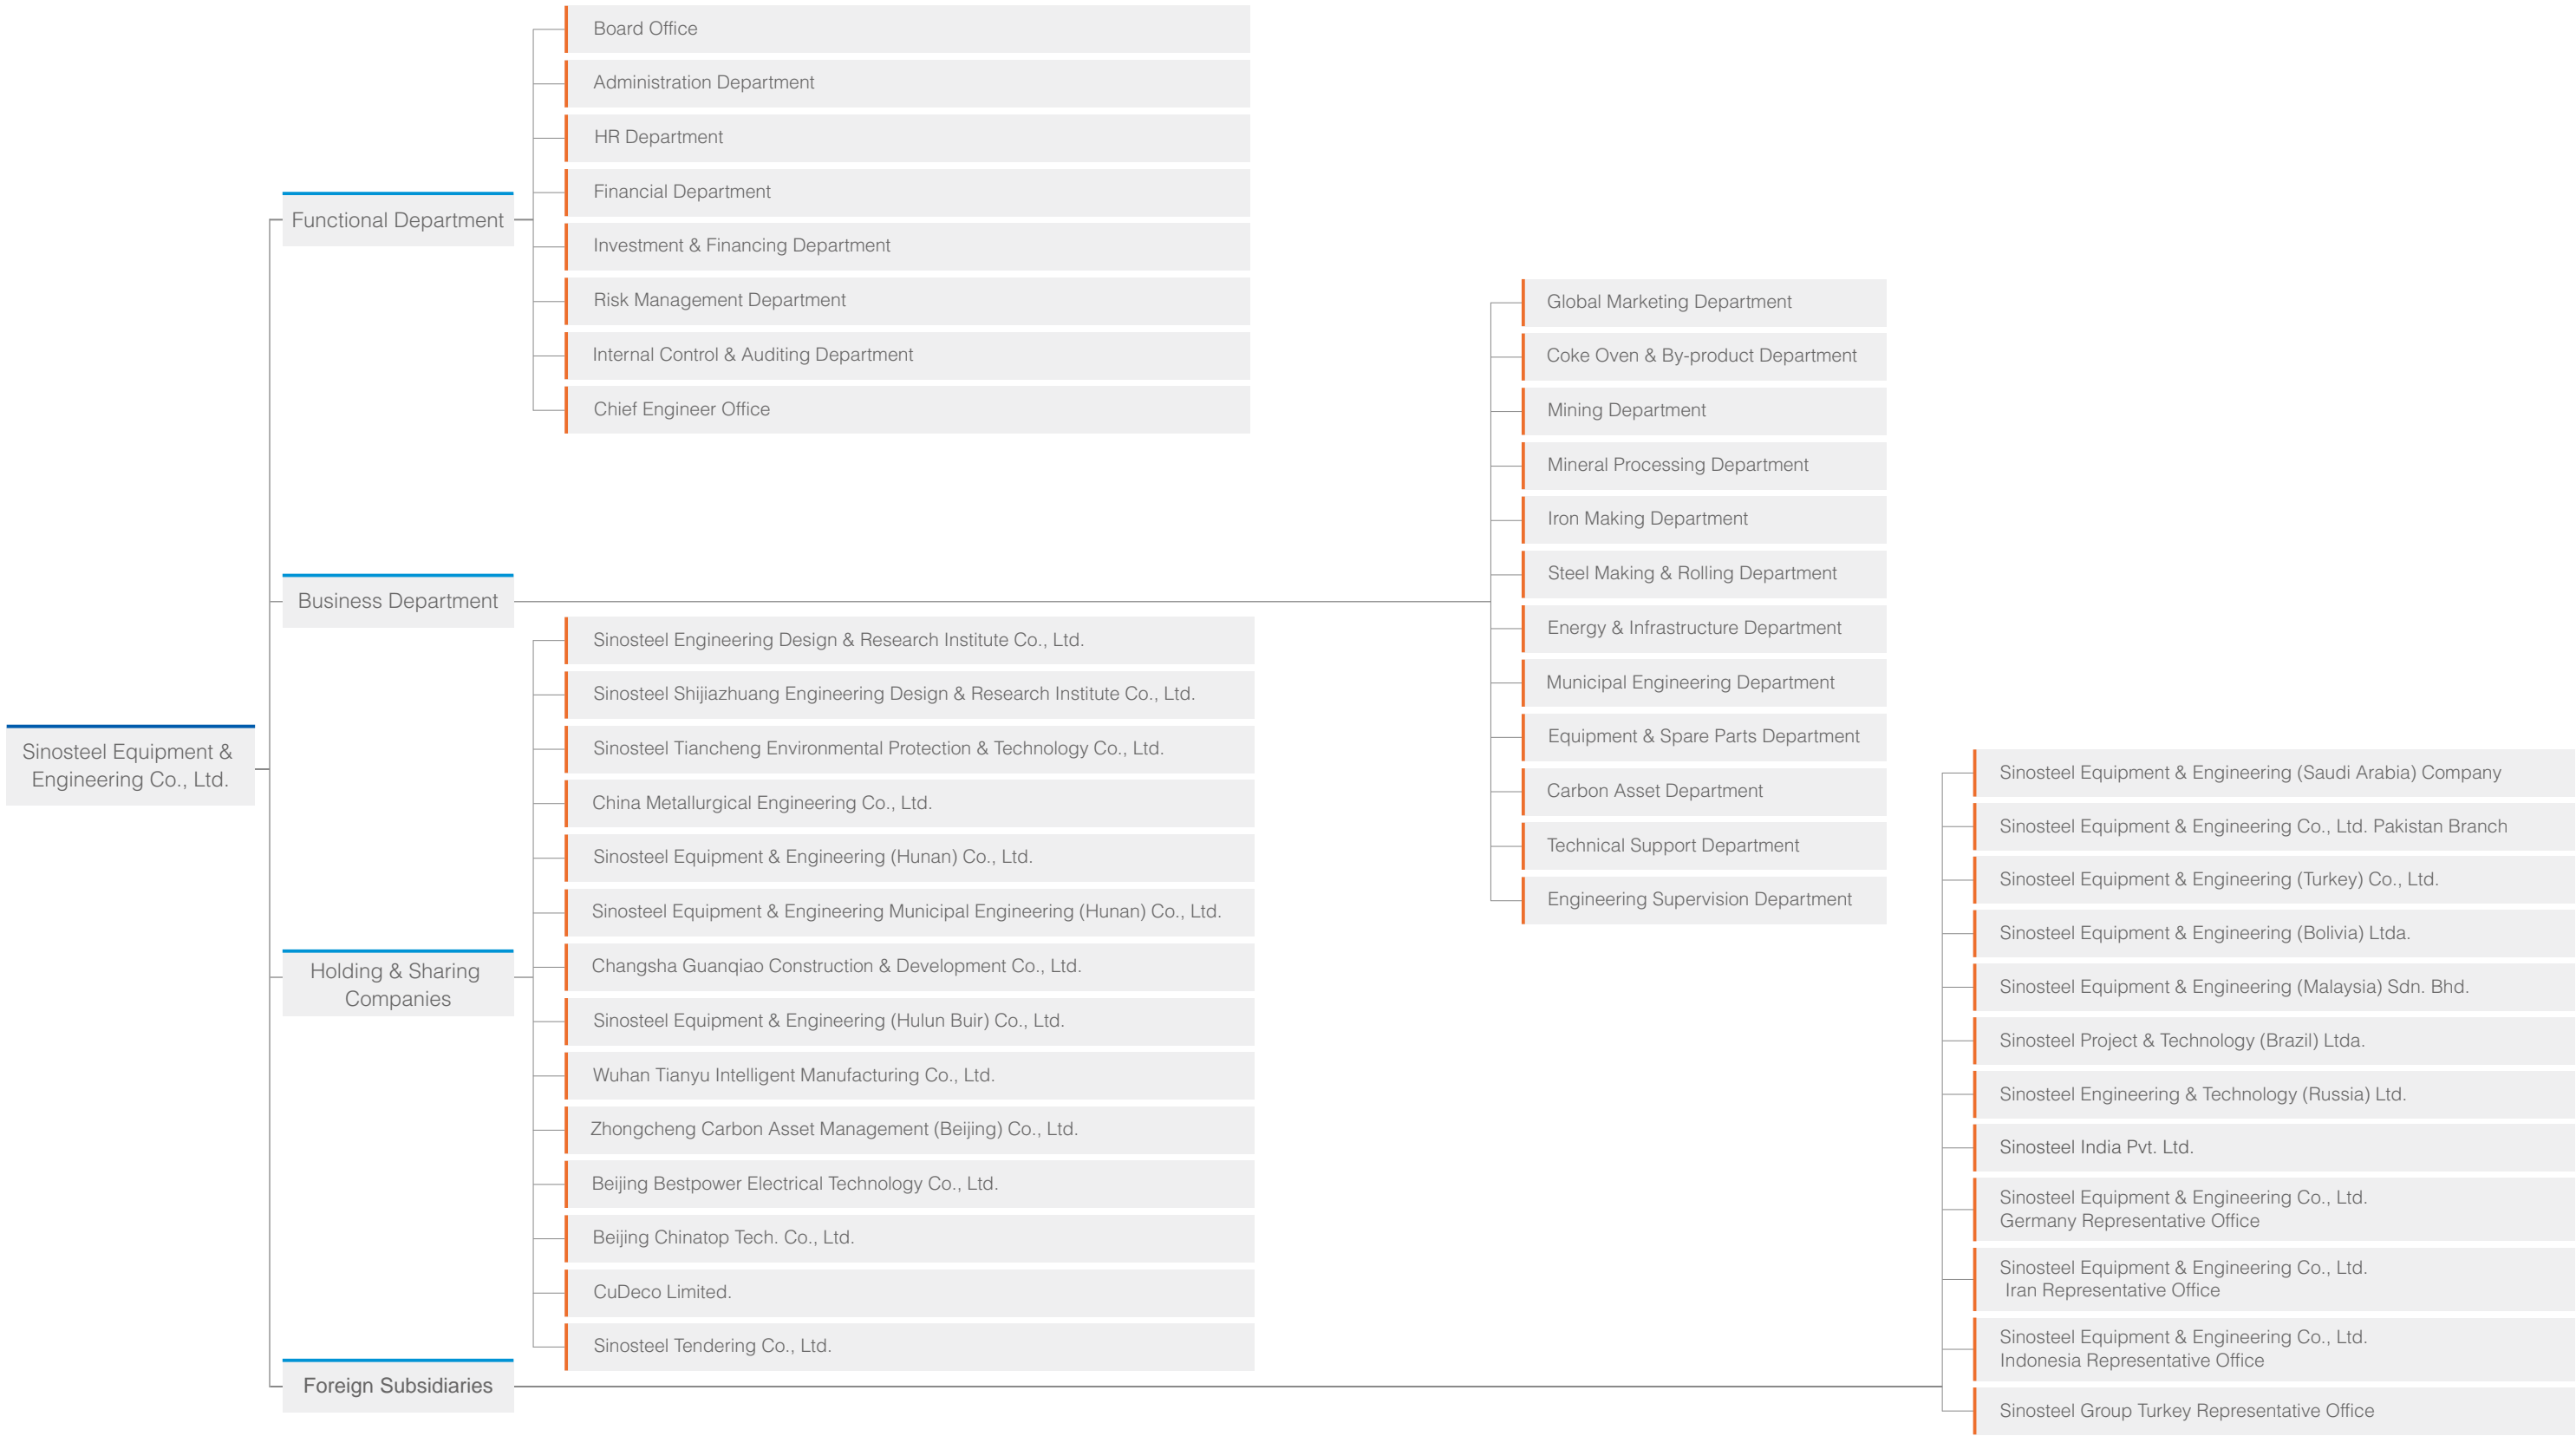 Sinosteel Equipment &
Engineering Co., Ltd.
Functional Department
Board Office
Administration Department
HR Department
Financial Department
Investment & Financing Department
Risk Management Department
Internal Control & Auditing Department
Chief Engineer Office
Business Department
Global Marketing Department
Coke Oven & By-product Department
Mining Department
Mineral Processing Department
Iron Making Department
Steel Making & Rolling Department
Energy & Infrastructure Department
Municipal Engineering Department
Equipment & Spare Parts Department
Carbon Asset Department
Technical Support Department
Engineering Supervision Department
Holding & Sharing
Companies
Sinosteel Engineering Design & Research Institute Co., Ltd.
Sinosteel Shijiazhuang Engineering Design & Research Institute Co., Ltd.
Sinosteel Tiancheng Environmental Protection & Technology Co., Ltd.
China Metallurgical Engineering Co., Ltd.
Sinosteel Equipment & Engineering (Hunan) Co., Ltd.
Sinosteel Equipment & Engineering Municipal Engineering (Hunan) Co., Ltd.
Changsha Guanqiao Construction & Development Co., Ltd.
Sinosteel Equipment & Engineering (Hulun Buir) Co., Ltd.
Wuhan Tianyu Intelligent Manufacturing Co., Ltd.
Zhongcheng Carbon Asset Management (Beijing) Co., Ltd.
Beijing Bestpower Electrical Technology Co., Ltd.
Beijing Chinatop Tech. Co., Ltd.
CuDeco Limited.
Sinosteel Tendering Co., Ltd.
Foreign Subsidiaries
Sinosteel Equipment & Engineering (Saudi Arabia) Company
Sinosteel Equipment & Engineering Co., Ltd. Pakistan Branch
Sinosteel Equipment & Engineering (Turkey) Co., Ltd.
Sinosteel Equipment & Engineering (Bolivia) Ltda.
Sinosteel Equipment & Engineering (Malaysia) Sdn. Bhd.
Sinosteel Project & Technology (Brazil) Ltda.
Sinosteel Engineering & Technology (Russia) Ltd.
Sinosteel India Pvt. Ltd.
Sinosteel Equipment & Engineering Co., Ltd.
Germany Representative Office
Sinosteel Equipment & Engineering Co., Ltd.
Iran Representative Office
Sinosteel Equipment & Engineering Co., Ltd.
Indonesia Representative Office
Sinosteel Group Turkey Representative Office